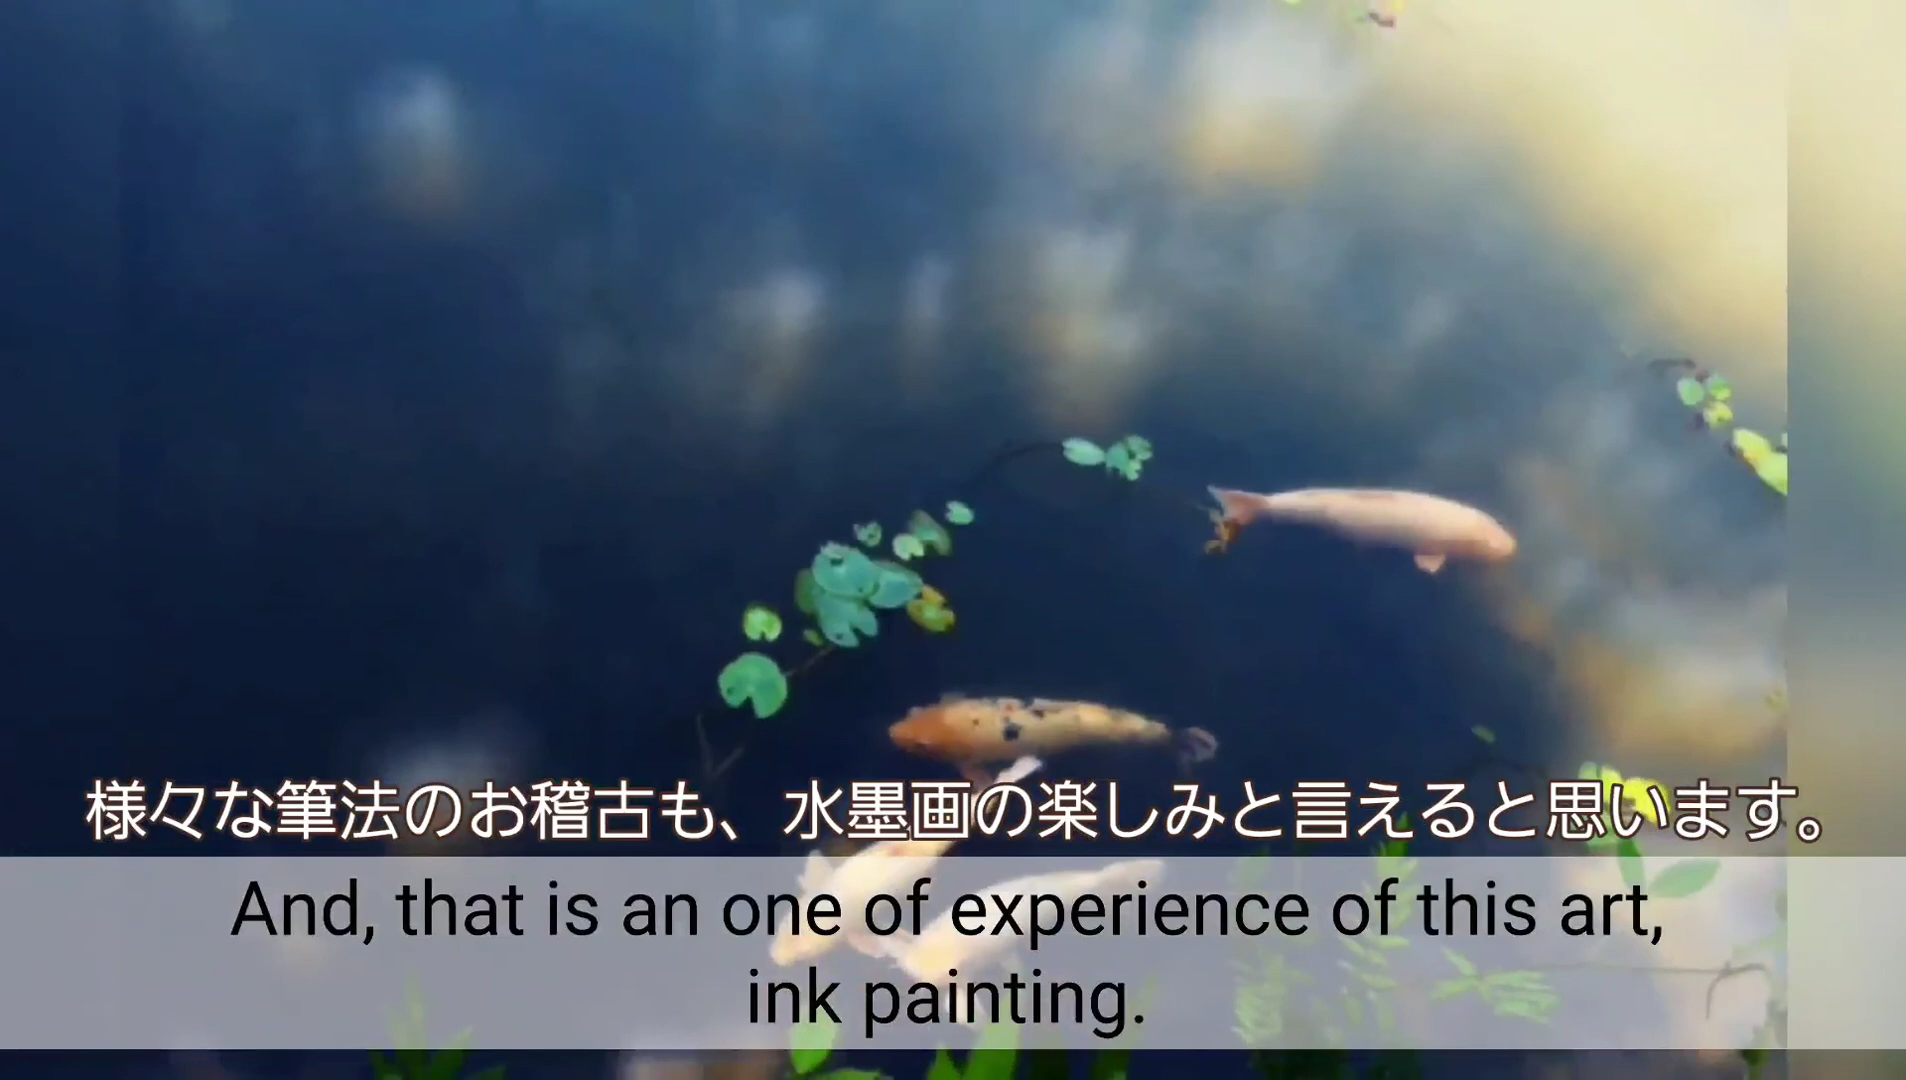 様々な筆法のお稽古も、水墨画の楽しみと言えると思います。
And, that is an one of experience of this art,
ink painting.